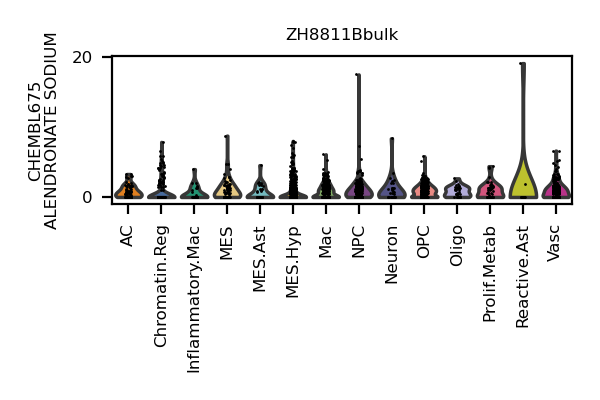 ZH8811Bbulk
CHEMBL675
ALENDRONATE SODIUM
20
0
AC
Chromatin.Reg
Inflammatory.Mac
MES
MES.Ast
MES.Hyp
Mac
NPC
Neuron
OPC
Oligo
Prolif.Metab
Reactive.Ast
Vasc